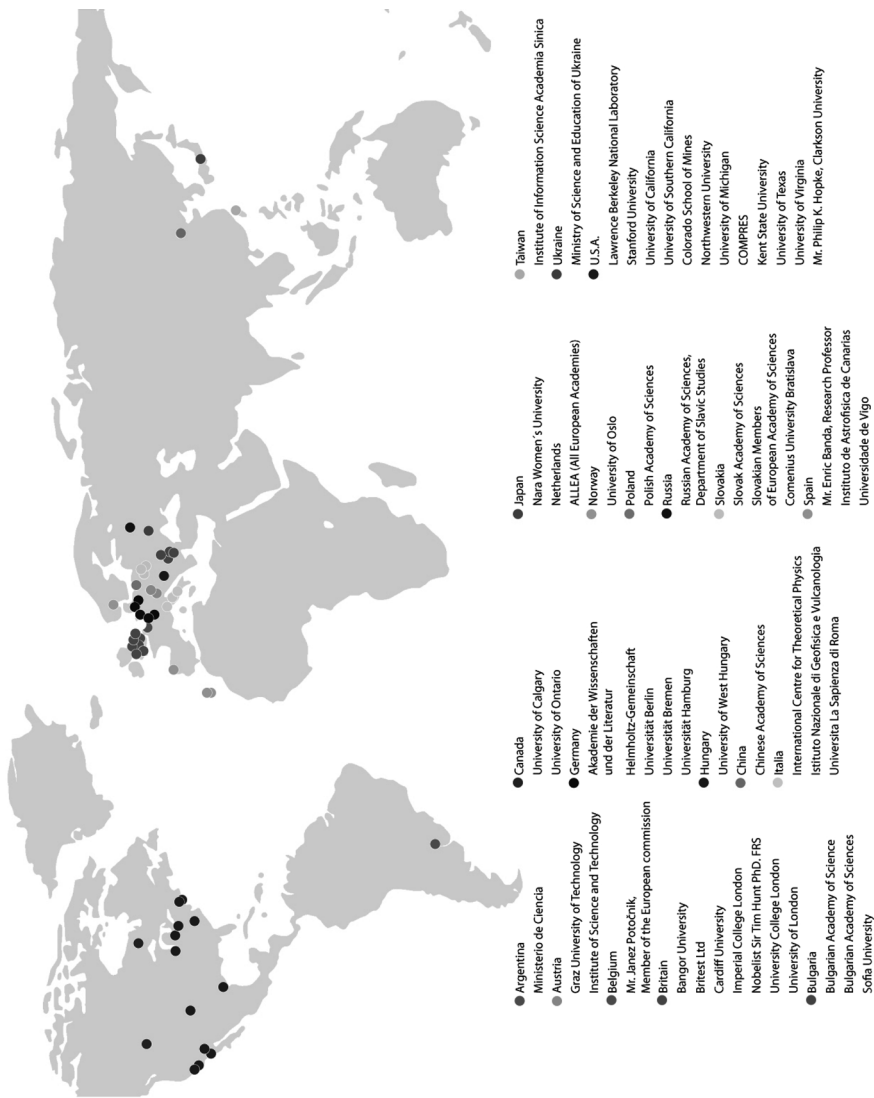 Argentina
Ministerio de Ciencia
Austria
Graz University of Technology
Institute of Science and Technology
Belgium
Mr. Janez Potočnik,
Member of the European commission
Britain
Bangor University
Britest Ltd
Cardiff University
Imperial College London
Nobelist Sir Tim Hunt PhD. FRS
University College London
University of London
Bulgaria
Bulgarian Academy of Science
Bulgarian Academy of Sciences
Sofia University
Canada
University of Calgary
University of Ontario
Germany
Akademie der Wissenschaften
und der Literatur
Helmholtz-Gemeinschaft
Universität Berlin
Universität Bremen
Universität Hamburg
Hungary
University of West Hungary
China
Chinese Academy of Sciences
Italia
International Centre for Theoretical Physics
Istituto Nazionale di Geofisica e Vulcanologia
Universita La Sapienza di Roma
Japan
Nara Women´s University
Netherlands
ALLEA (All European Academies)
Norway
University of Oslo
Poland
Polish Academy of Sciences
Russia
Russian Academy of Sciences,
Department of Slavic Studies
Slovakia
Slovak Academy of Sciences
Slovakian Members
of European Academy of Sciences
Comenius University Bratislava
Spain
Mr. Enric Banda, Research Professor
Instituto de Astrofisica de Canarias
Universidade de Vigo
Taiwan
Institute of Information Science Academia Sinica
Ukraine
Ministry of Science and Education of Ukraine
U.S.A.
Lawrence Berkeley National Laboratory
Stanford University
University of California
University of Southern California
Colorado School of Mines
Northwestern University
University of Michigan
COMPRES
Kent State University
University of Texas
University of Virginia
Mr. Philip K. Hopke, Clarkson University